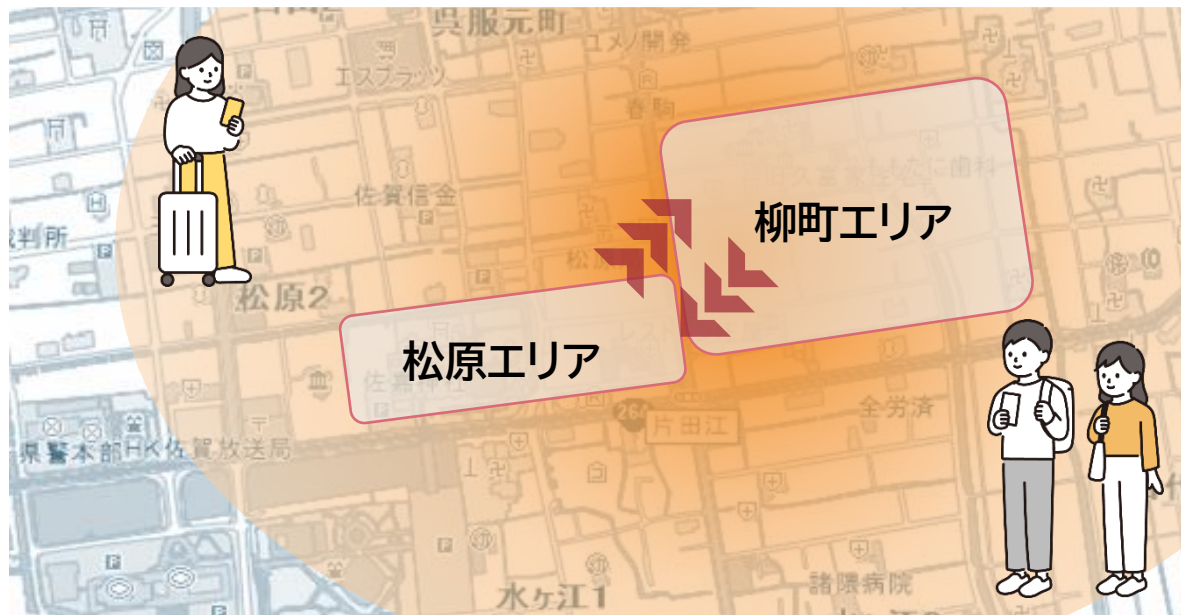 呉服元町
ユメノ開発
エスプラッツ
春駒
佐賀信金
柳町エリア
判所
松原2
松原エリア
264
片田江
全労済
県警本部
HK佐賀放送局
諸隈病院
水ヶ江1